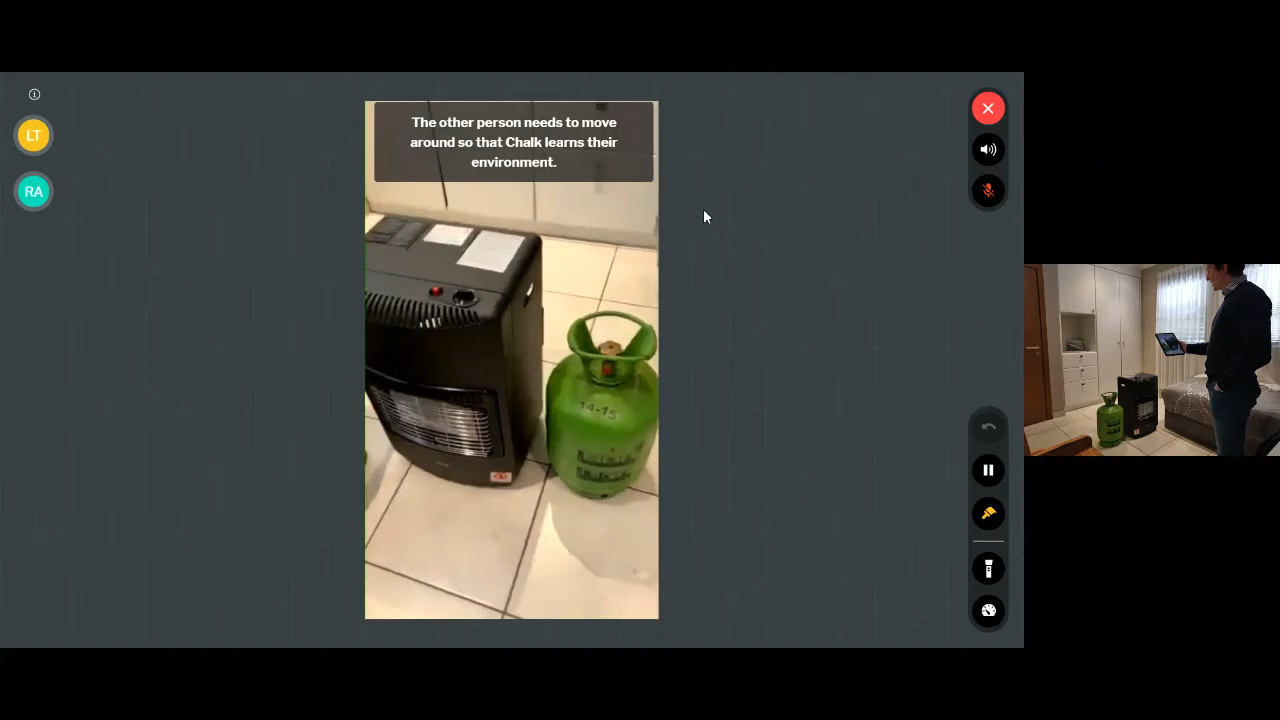 LT
RA
The other person needs to move
around so that Chalk learns their
environment.
14-15